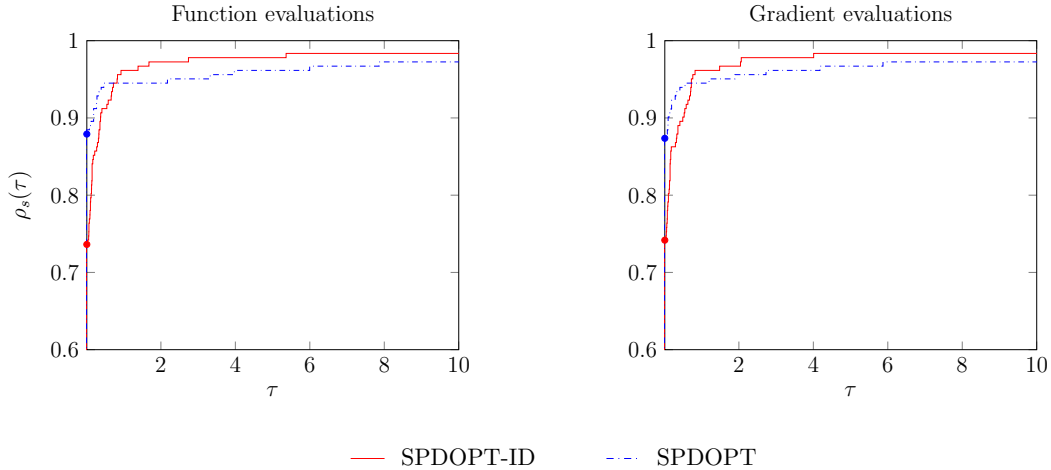 Function evaluations
1
0.9
0.8
0.7
0.6
ρs(τ)
2 4 6 8 10
τ
Gradient evaluations
1
0.9
0.8
0.7
0.6
2 4 6 8 10
τ
SPDOPT-ID SPDOPT